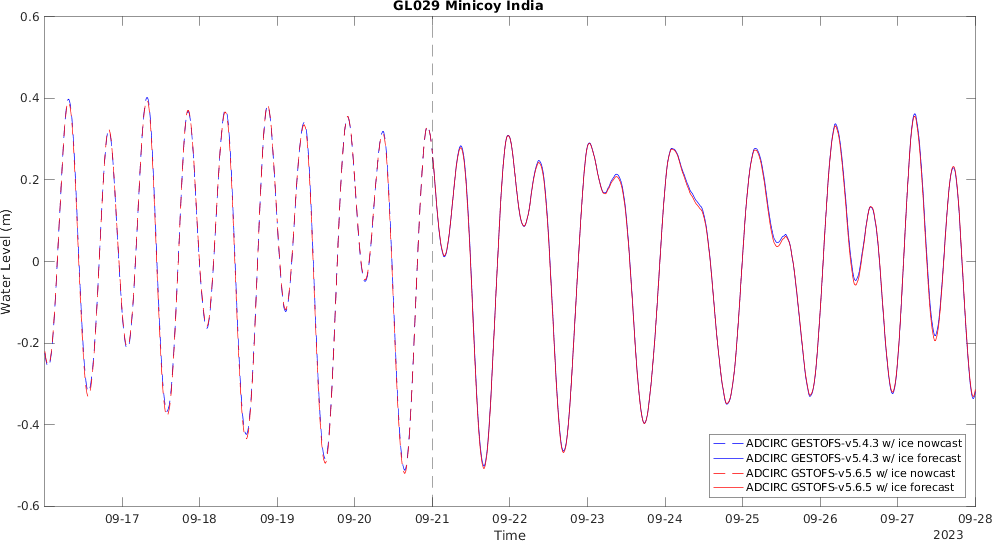 GL029 Minicoy India
0.6
0.4
0.2
0
-0.2
-0.4
-0.6
Water Level (m)
ADCIRC GESTOFS-v5.4.3 w/ ice nowcast
ADCIRC GESTOFS-v5.4.3 w/ ice forecast
ADCIRC GSTOFS-v5.6.5 w/ ice nowcast
ADCIRC GSTOFS-v5.6.5 w/ ice forecast
09-17 09-18 09-19 09-20 09-21 09-22 09-23 09-24 09-25 09-26 09-27 09-28
Time
2023